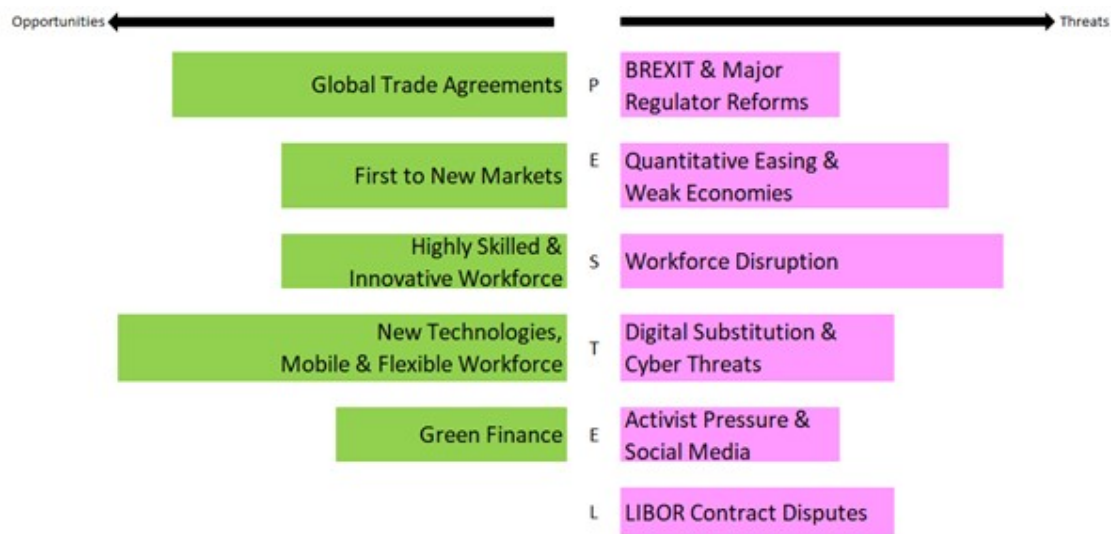 Opportunities
Threats
Global Trade Agreements
P
BREXIT & Major
Regulator Reforms
First to New Markets
E
Quantitative Easing &
Weak Economies
Highly Skilled &
Innovative Workforce
S
Workforce Disruption
New Technologies,
Mobile & Flexible Workforce
T
Digital Substitution &
Cyber Threats
Green Finance
E
Activist Pressure &
Social Media
L
LIBOR Contract Disputes